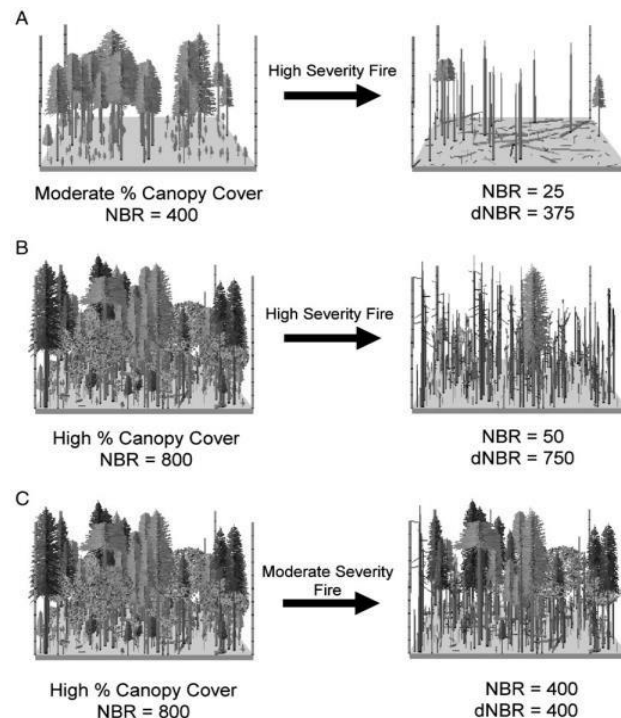 A
High Severity Fire
Moderate % Canopy Cover
NBR = 400
NBR = 25
dNBR = 375
B
High Severity Fire
High % Canopy Cover
NBR = 800
NBR = 50
dNBR = 750
C
Moderate Severity
Fire
High % Canopy Cover
NBR = 800
NBR = 400
dNBR = 400